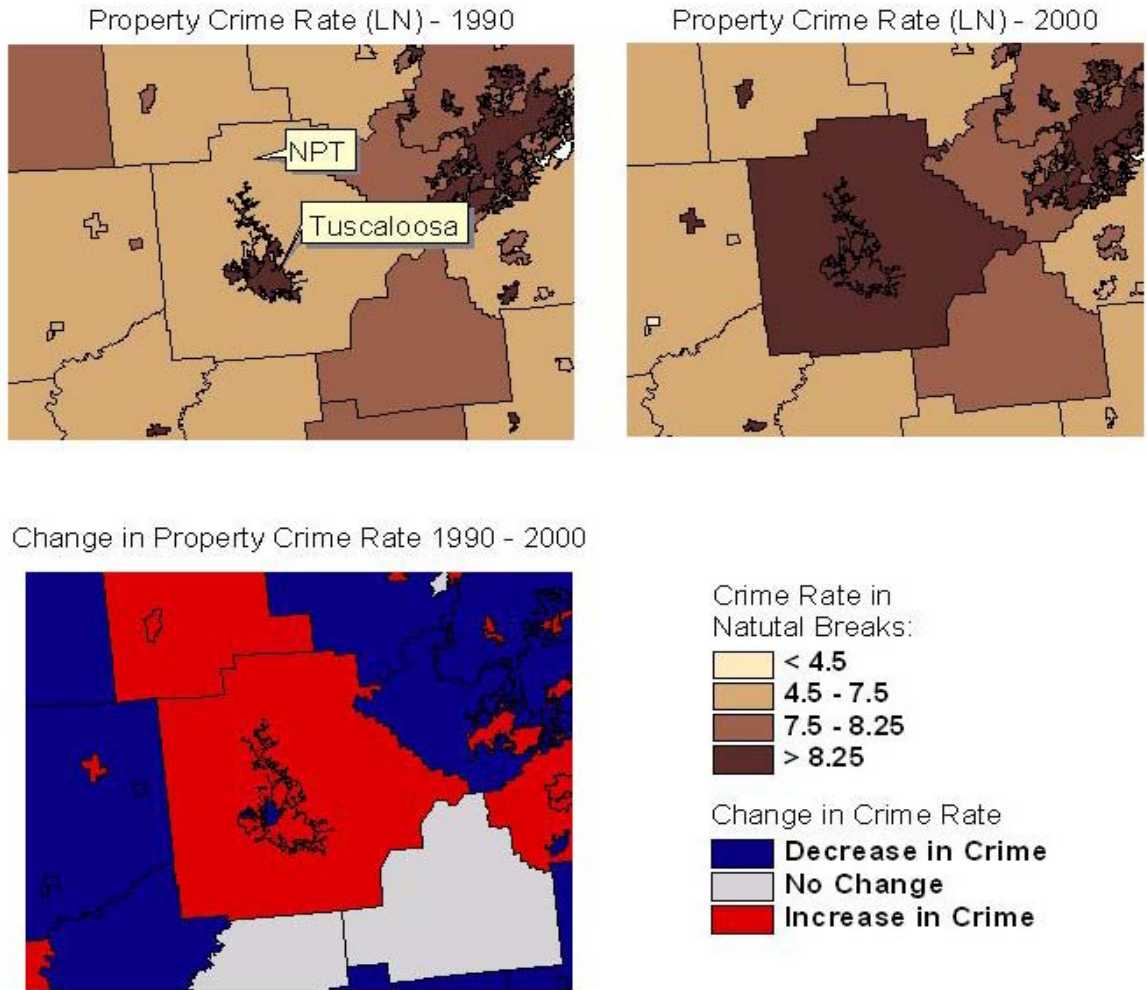 Property Crime Rate (LN) - 1990
Property Crime Rate (LN) - 2000
NPT
Tuscaloosa
Change in Property Crime Rate 1990 - 2000
Crime Rate in
Natutal Breaks:
< 4.5
4.5 - 7.5
7.5 - 8.25
> 8.25
Change in Crime Rate
Decrease in Crime
No Change
Increase in Crime